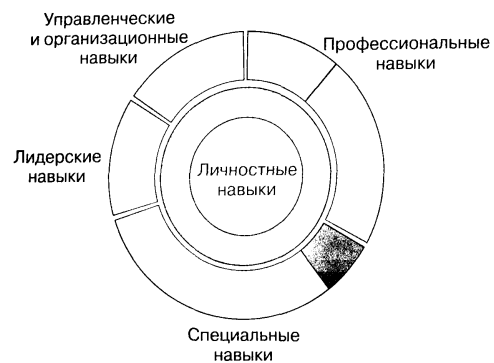 Управленческие
и организационные
навыки
Профессиональные
навыки
Лидерские
навыки
Личностные
навыки
Специальные
навыки